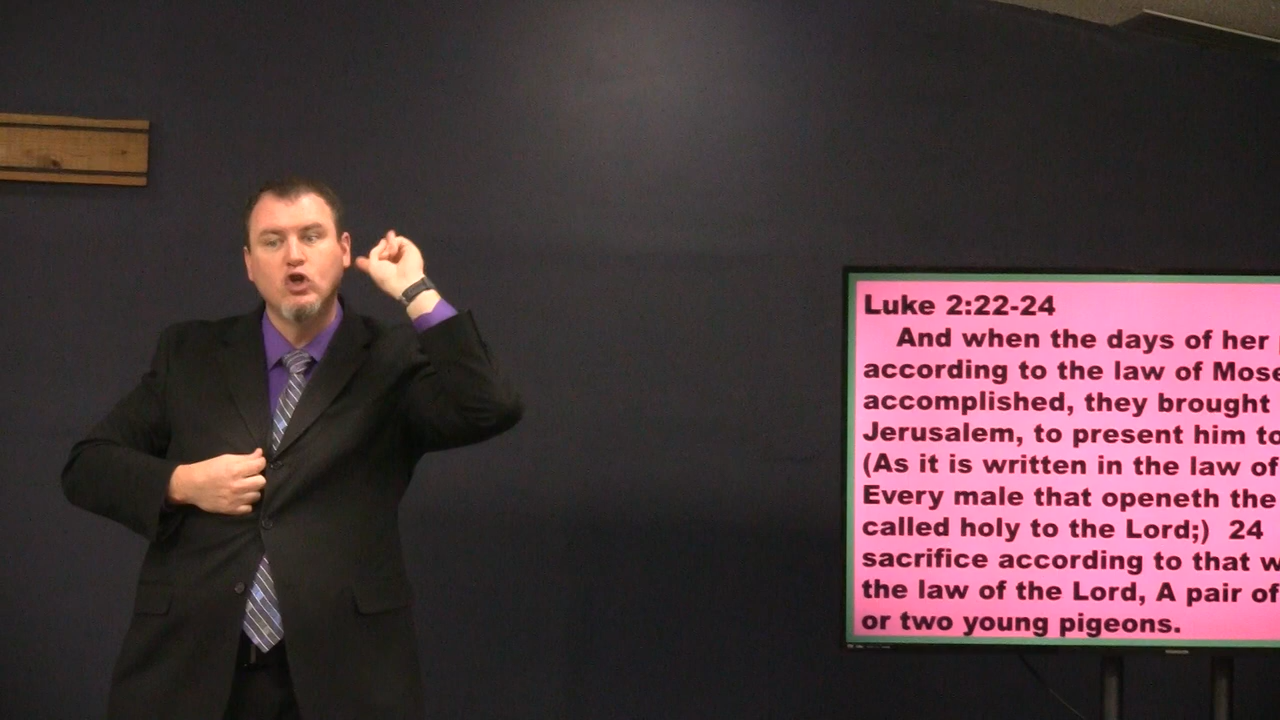 Luke 2:22-24
And when the days of her
according to the law of Mose
accomplished, they brought
Jerusalem, to present him to
(As it is written in the law of
Every male that openeth the
called holy to the Lord;) 24
sacrifice according to that w
the law of the Lord, A pair of
or two young pigeons.